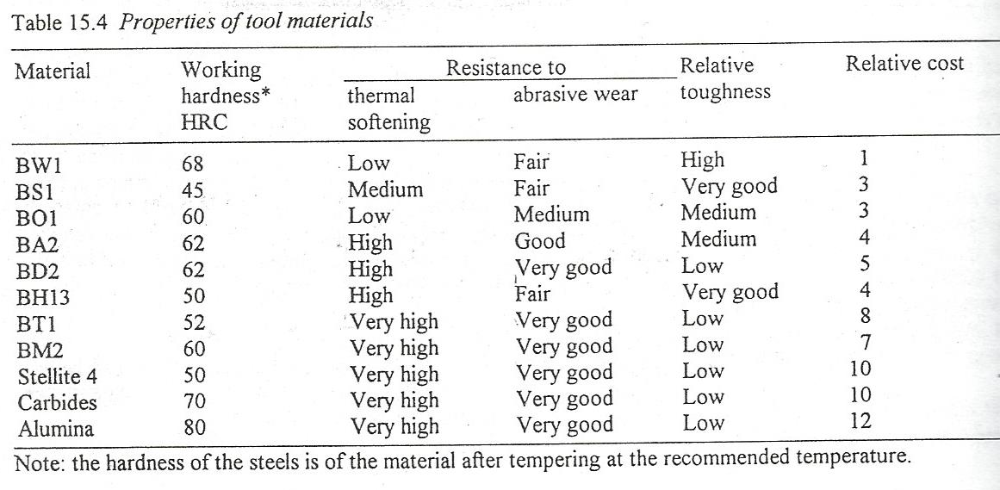 Table 15.4 Properties of tool materials
Material Working Resistance to Relative Relative cost
hardness* thermal abrasive wear toughness
HRC softening
BW1 68 Low Fair High 1
BS1 45 Medium Fair Very good 3
BO1 60 Low Medium Medium 3
BA2 62 High Good Medium 4
BD2 62 High Very good Low 5
BH13 50 High Fair Very good 4
BT1 52 Very high Very good Low 8
BM2 60 Very high Very good Low 7
Stellite 4 50 Very high Very good Low 10
Carbides 70 Very high Very good Low 10
Alumina 80 Very high Very good Low 12
Note: the hardness of the steels is of the material after tempering at the recommended temperature.